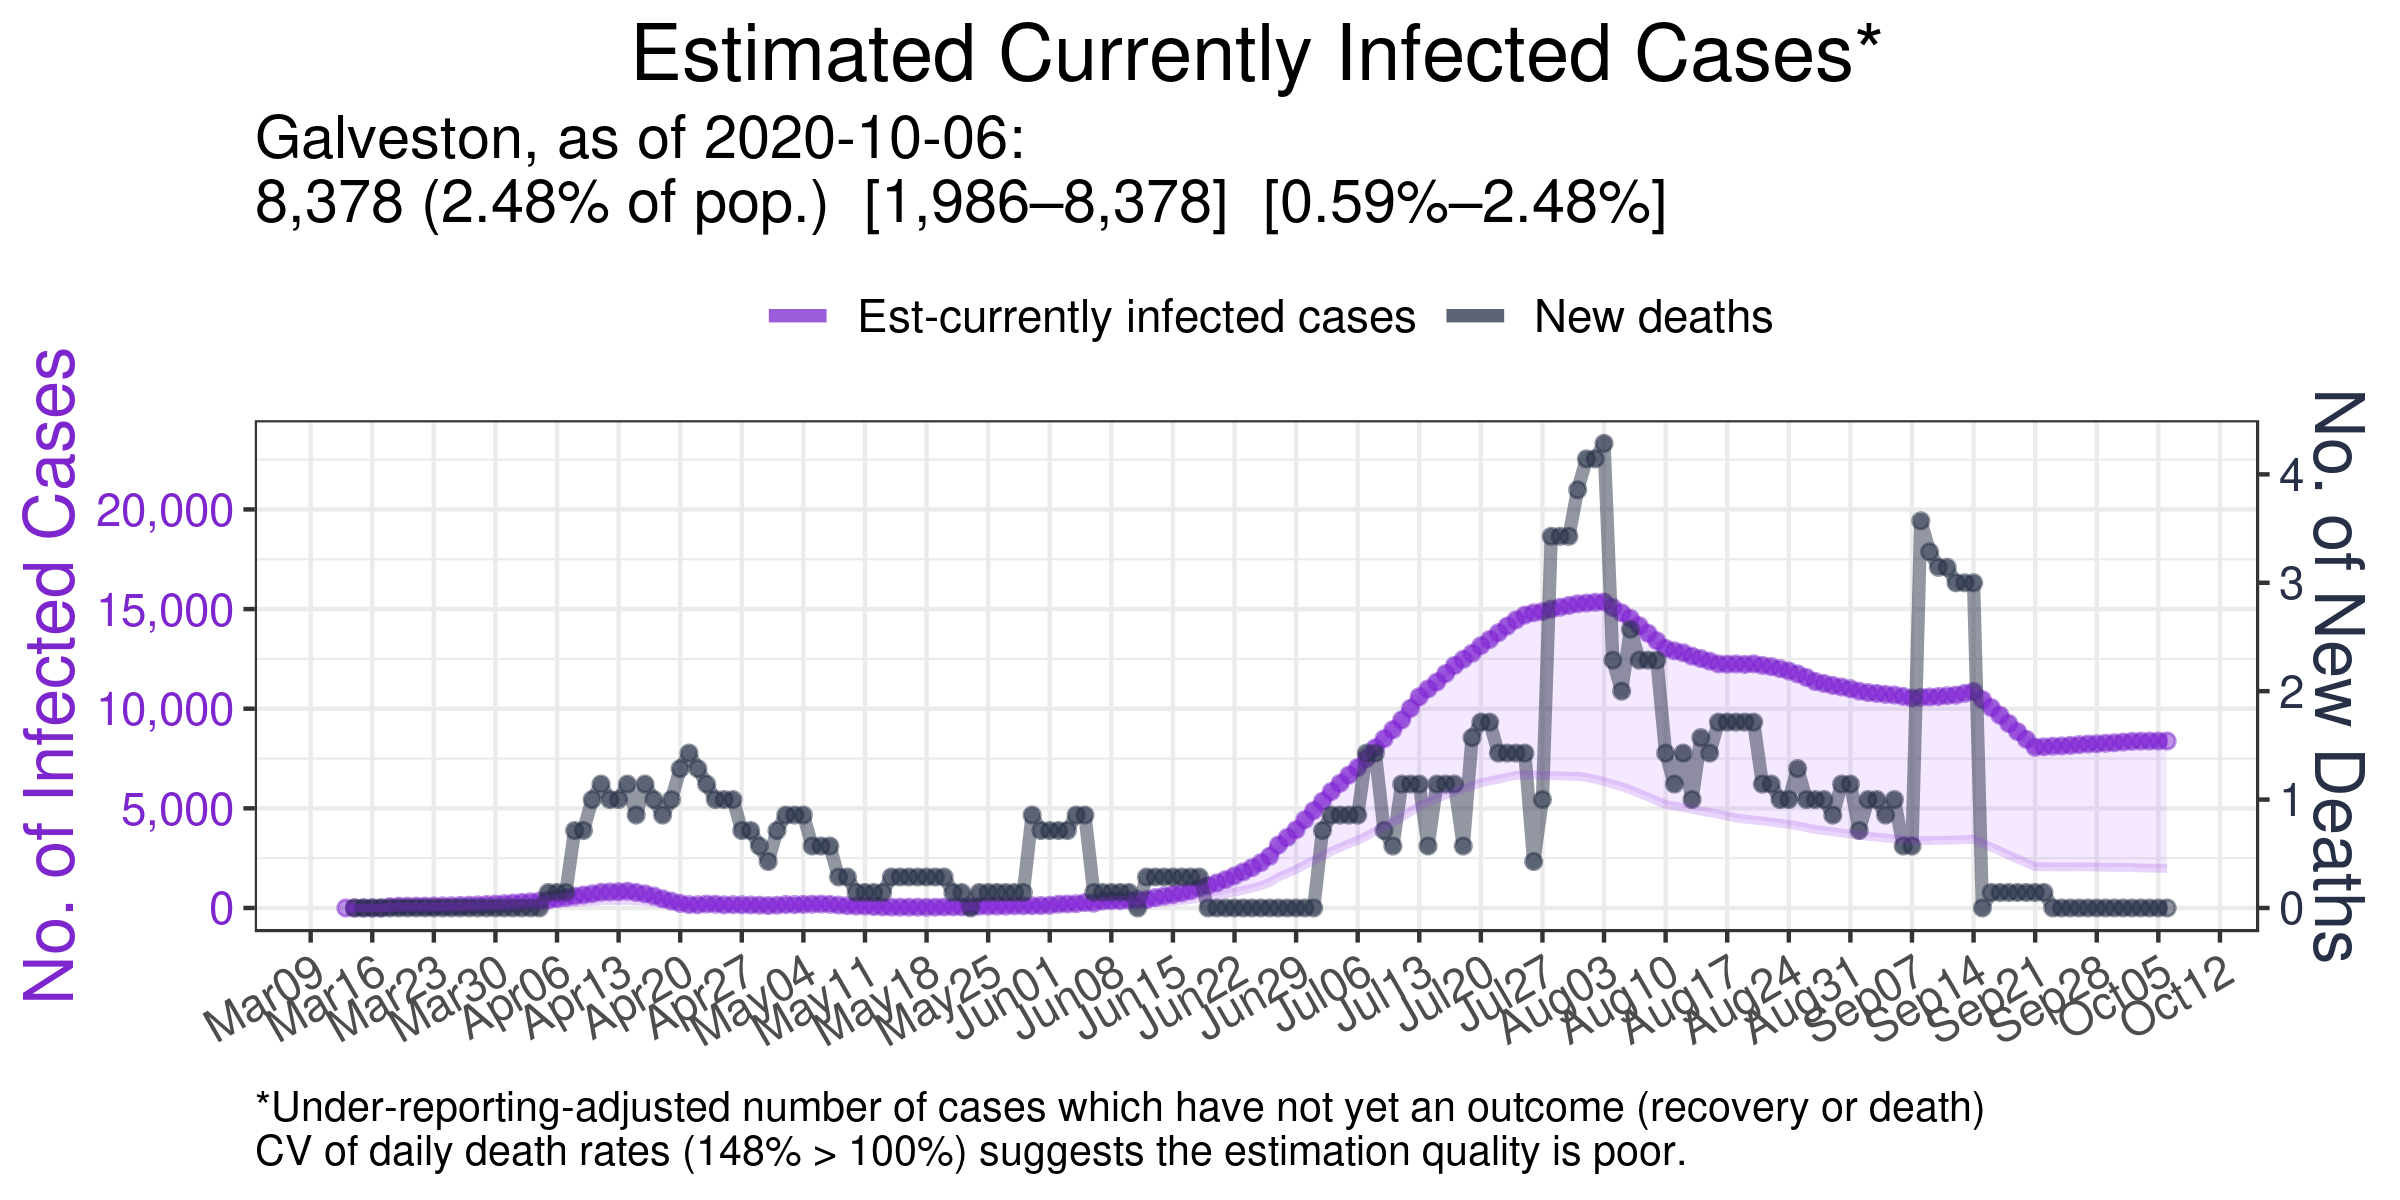 Estimated Currently Infected Cases*
Galveston, as of 2020-10-06:
8,378 (2.48% of pop.) [1,986–8,378] [0.59%–2.48%]
Est-currently infected cases
New deaths
No. of Infected Cases
20,000
15,000
10,000
5,000
0
No. of New Deaths
4
3
2
1
0
Mar09
Mar16
Mar23
Mar30
Apr06
Apr13
Apr20
Apr27
May04
May11
May18
May25
Jun01
Jun08
Jun15
Jun22
Jun29
Jul06
Jul13
Jul20
Jul27
Aug03
Aug10
Aug17
Aug24
Aug31
Sep07
Sep14
Sep21
Sep28
Oct05
Oct12
*Under-reporting-adjusted number of cases which have not yet an outcome (recovery or death)
CV of daily death rates (148% > 100%) suggests the estimation quality is poor.